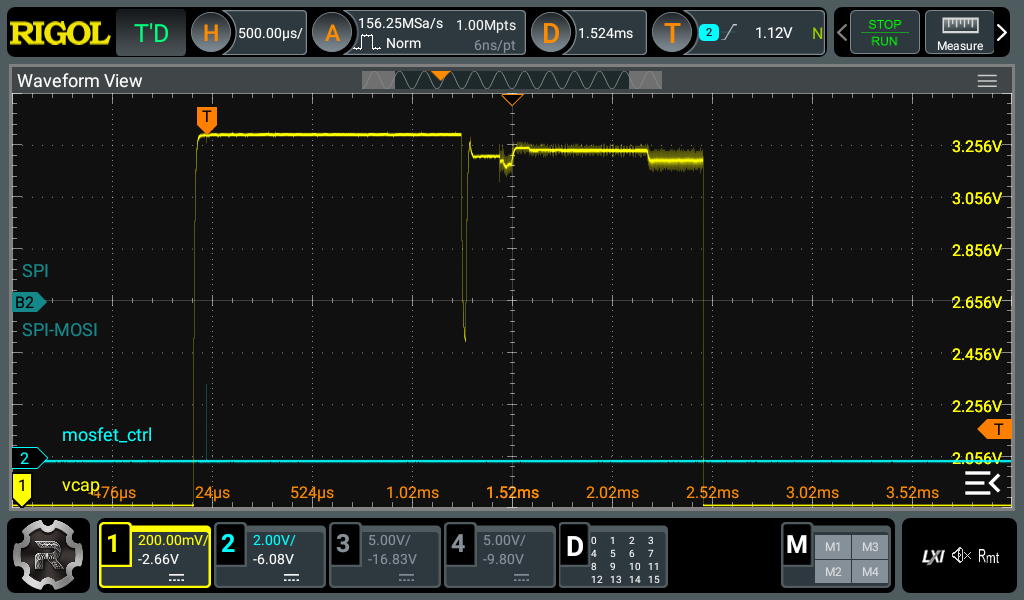 RIGOL T'D H 500.00µs/ A 156.25MSa/s 1.00Mpts D 1.524ms T 2 1.12V N STOP
Norm 6ns/pt RUN Measure
Waveform View
T
3.256V
3.056V
2.856V
SPI
B2 2.656V
SPI-MOSI
2.456V
2.256V
mosfet_ctrl T
2 2.056V
1 vcap
-476µs 24µs 524µs 1.02ms 1.52ms 2.02ms 2.52ms 3.02ms 3.52ms
R 1 200.00mV/ 2 2.00V/ 3 5.00V/ 4 5.00V/ D 0 1 2 3 M M1 M3
-2.66V -6.08V -16.83V -9.80V 4 5 6 7 LXI Rmt
8 9 10 11 M2 M4
12 13 14 15